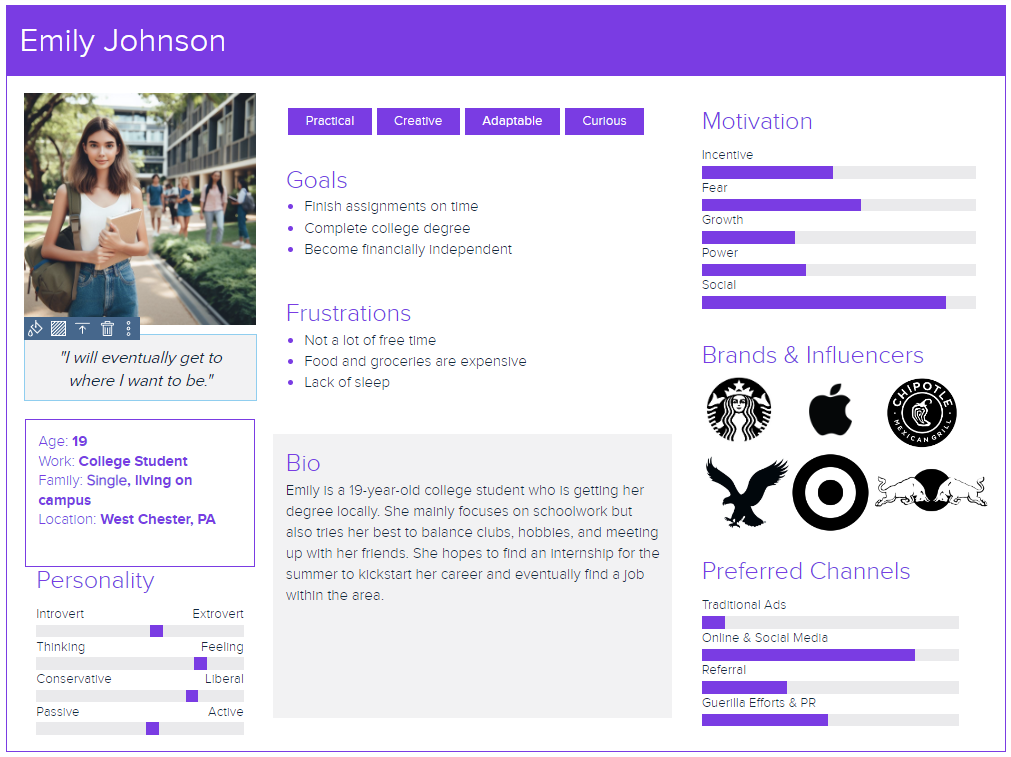 Emily Johnson
Practical
Creative
Adaptable
Curious
"I will eventually get to
where I want to be."
Age: 19
Work: College Student
Family: Single, living on
campus
Location: West Chester, PA
Personality
Introvert Extrovert
Thinking Feeling
Conservative Liberal
Passive Active
Goals
Finish assignments on time
Complete college degree
Become financially independent
Frustrations
Not a lot of free time
Food and groceries are expensive
Lack of sleep
Bio
Emily is a 19-year-old college student who is getting her
degree locally. She mainly focuses on schoolwork but
also tries her best to balance clubs, hobbies, and meeting
up with her friends. She hopes to find an internship for the
summer to kickstart her career and eventually find a job
within the area.
Motivation
Incentive
Fear
Growth
Power
Social
Brands & Influencers
CHIPOTLE
MEXICAN GRILL
Preferred Channels
Traditional Ads
Online & Social Media
Referral
Guerilla Efforts & PR